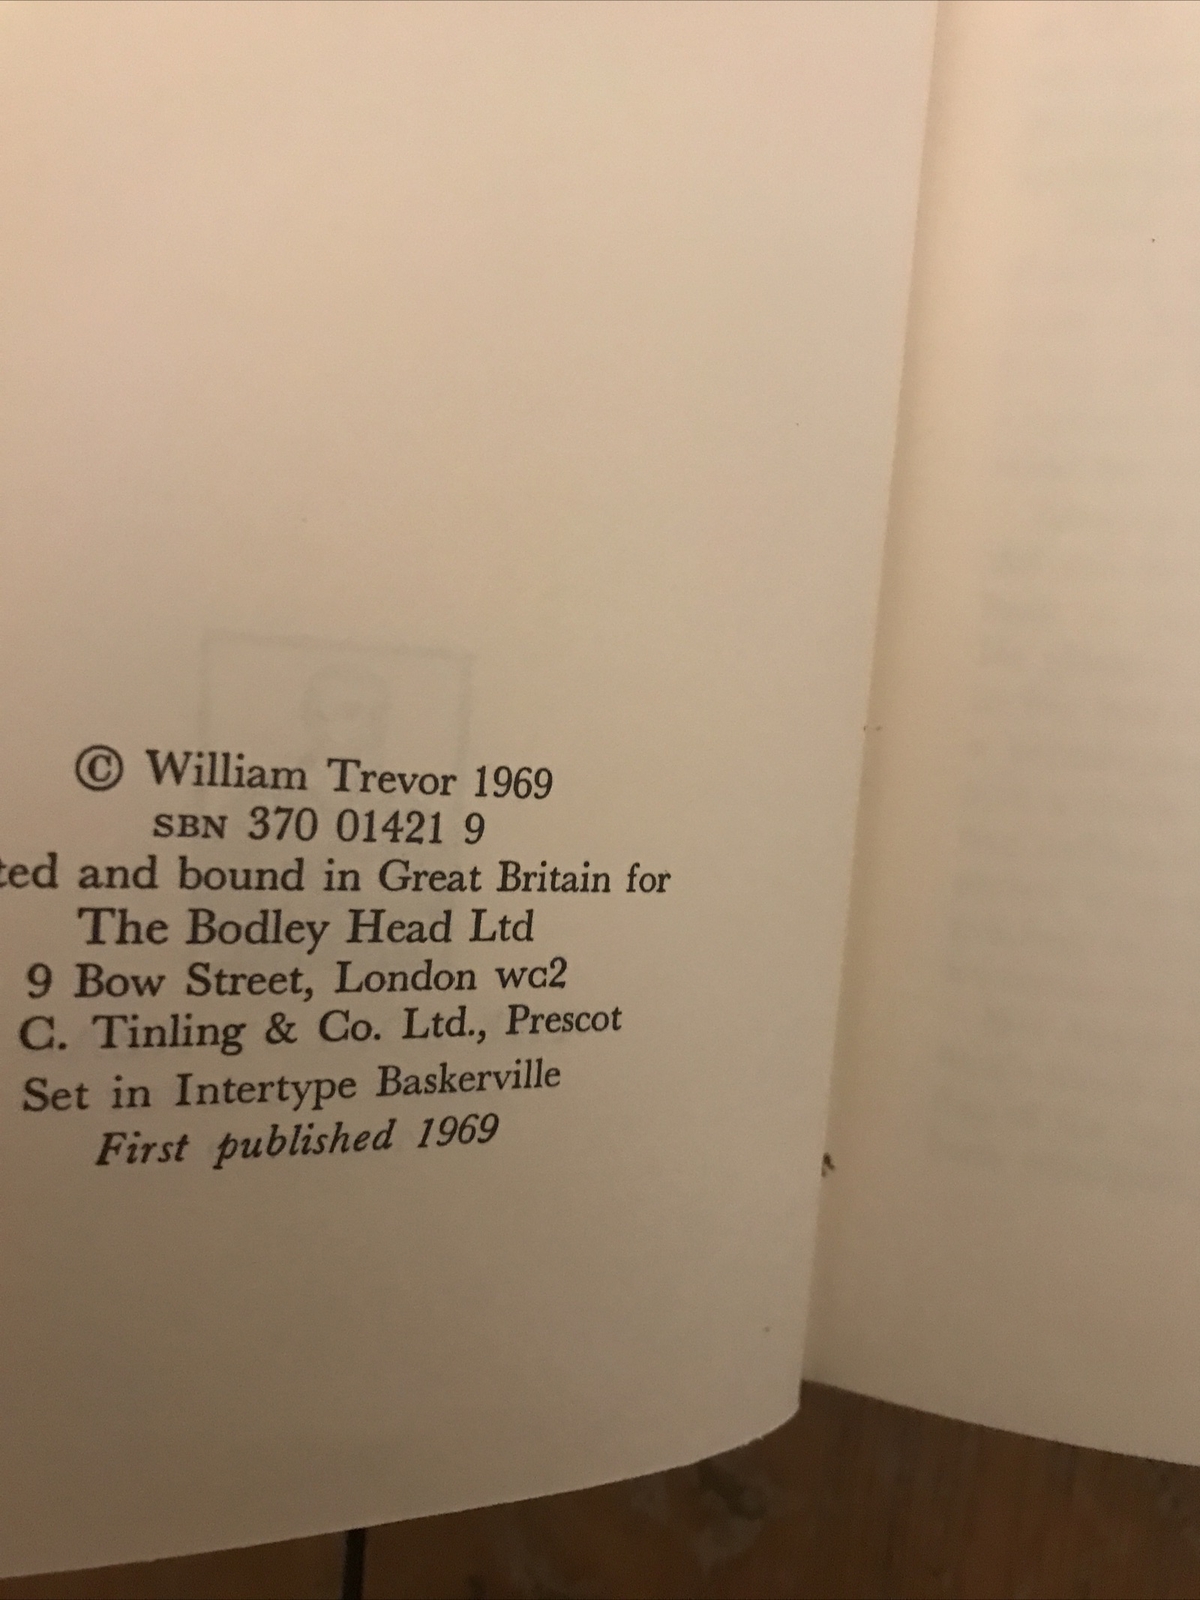 © William Trevor 1969
SBN 370 01421 9
ted and bound in Great Britain for
The Bodley Head Ltd
9 Bow Street, London WC2
C. Tinling & Co. Ltd., Prescot
Set in Intertype Baskerville
First published 1969